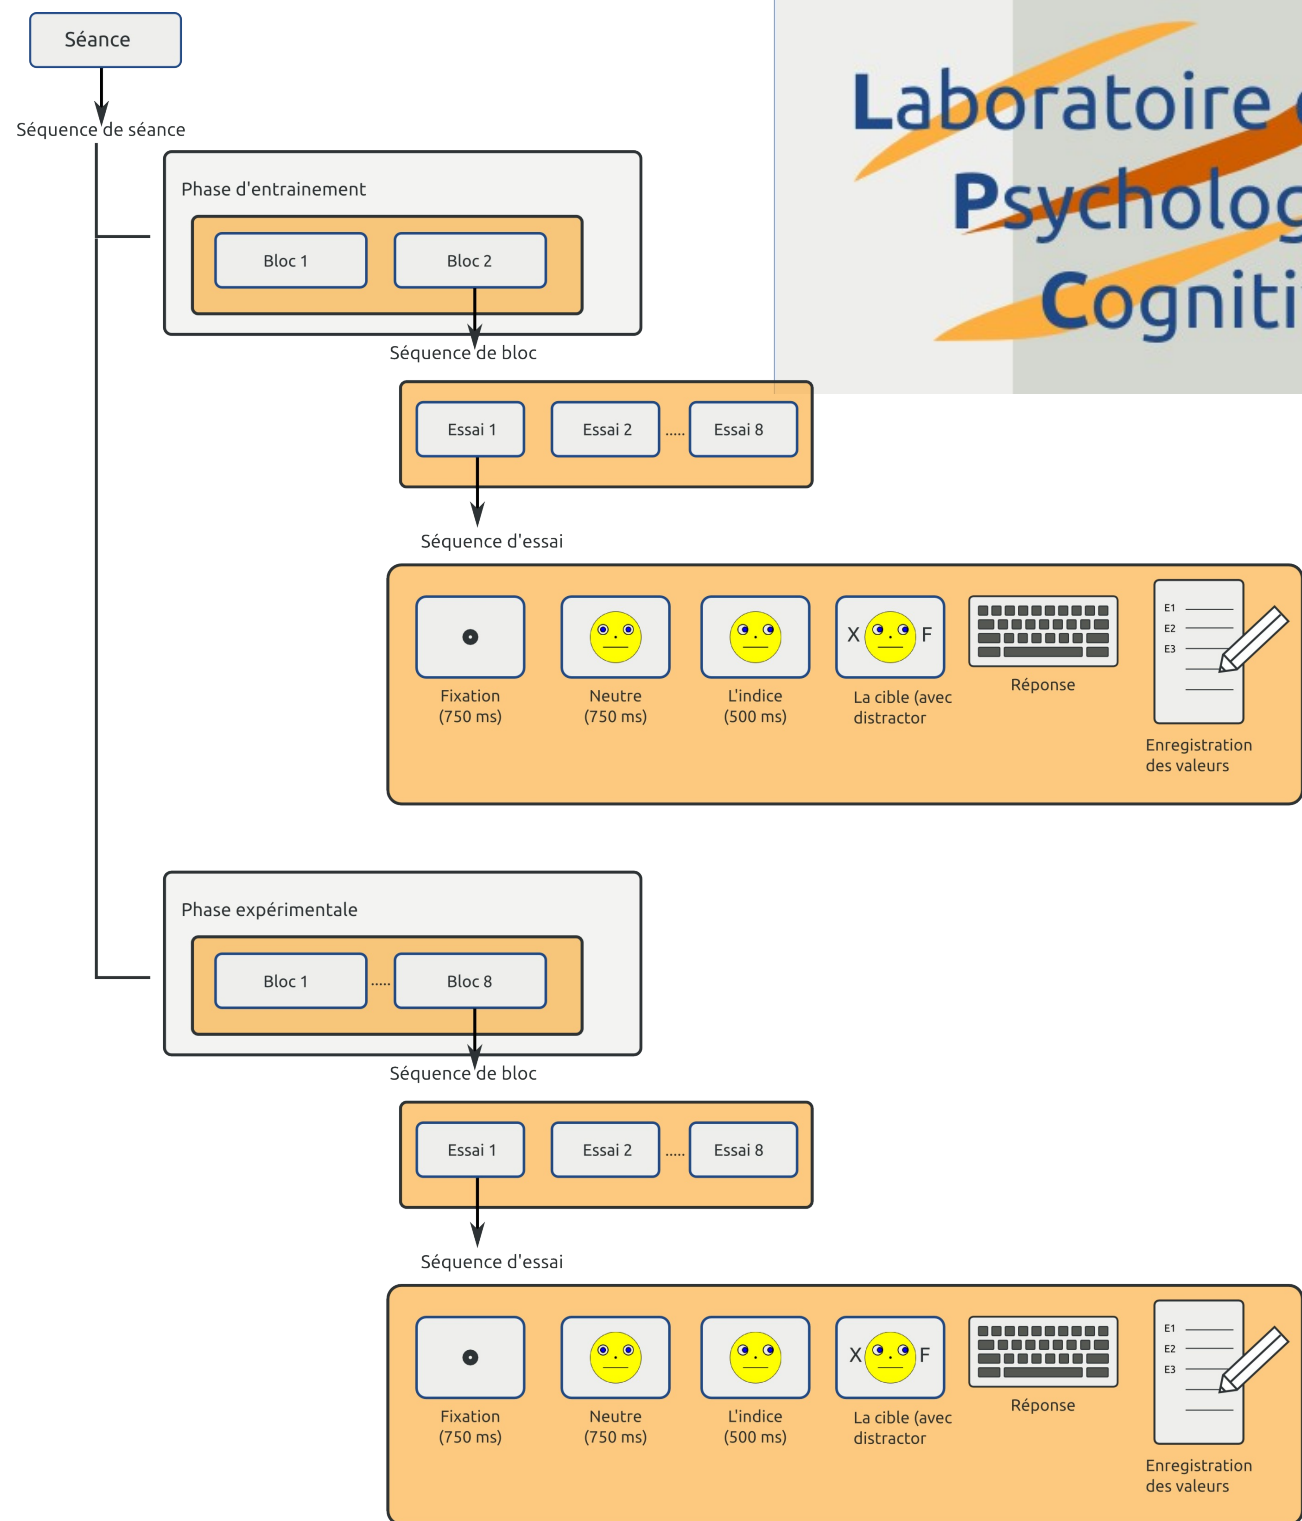 Séance
Séquence de séance
Laboratoire
Psycholog
Cogniti
Phase d'entrainement
Bloc 1
Bloc 2
Séquence de bloc
Essai 1
Essai 2
.....
Essai 8
Séquence d'essai
X
F
E1
E2
E3
Fixation
(750 ms)
Neutre
(750 ms)
L'indice
(500 ms)
La cible (avec
distractor
Réponse
Enregistration
des valeurs
Phase expérimentale
Bloc 1
.....
Bloc 8
Séquence de bloc
Essai 1
Essai 2
.....
Essai 8
Séquence d'essai
X
F
E1
E2
E3
Fixation
(750 ms)
Neutre
(750 ms)
L'indice
(500 ms)
La cible (avec
distractor
Réponse
Enregistration
des valeurs